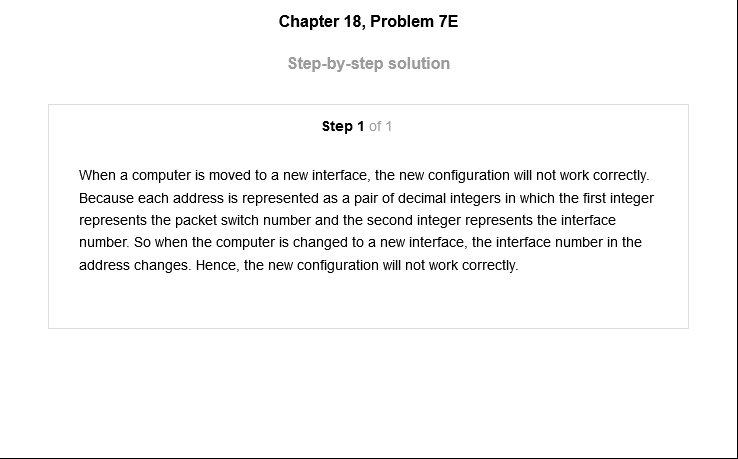 Chapter 18, Problem 7E
Step-by-step solution
Step 1 of 1
When a computer is moved to a new interface, the new configuration will not work correctly.
Because each address is represented as a pair of decimal integers in which the first integer
represents the packet switch number and the second integer represents the interface
number. So when the computer is changed to a new interface, the interface number in the
address changes. Hence, the new configuration will not work correctly.